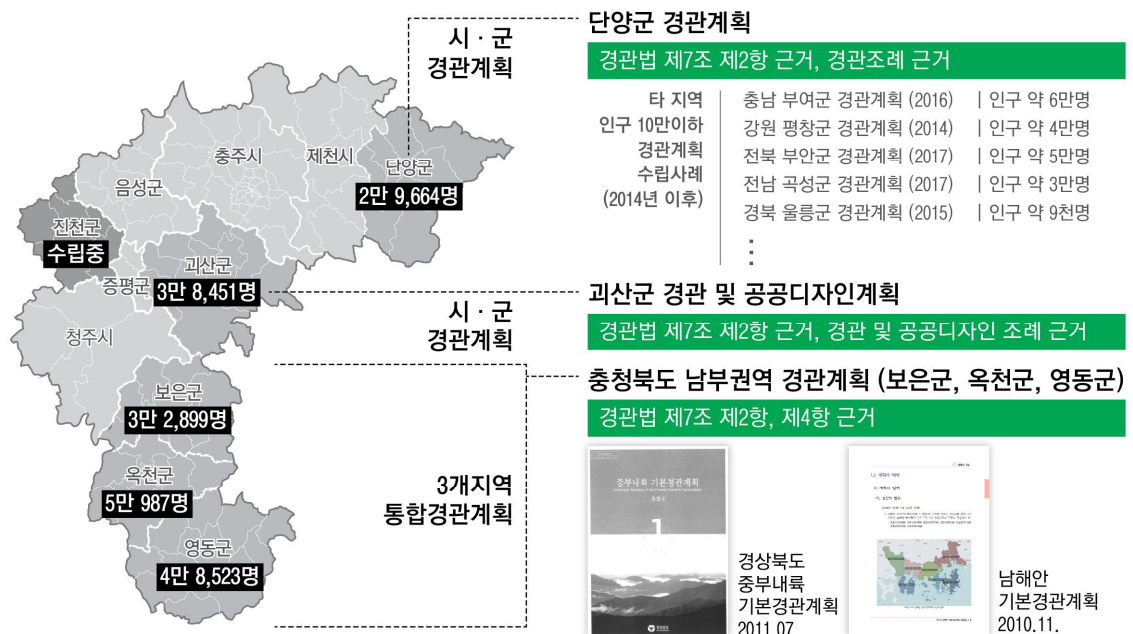 단양군 경관계획
시 · 군
경관계획
경관법 제7조 제2항 근거, 경관조례 근거
타 지역
인구 10만이하
경관계획
수립사례
(2014년 이후)
충남 부여군 경관계획 (2016) | 인구 약 6만명
강원 평창군 경관계획 (2014) | 인구 약 4만명
전북 부안군 경관계획 (2017) | 인구 약 5만명
전남 곡성군 경관계획 (2017) | 인구 약 3만명
경북 울릉군 경관계획 (2015) | 인구 약 9천명
충주시
제천시
단양군
2만 9,664명
음성군
진천군
수립중
괴산군
3만 8,451명
증평군
청주시
시 · 군
경관계획
괴산군 경관 및 공공디자인계획
경관법 제7조 제2항 근거, 경관 및 공공디자인 조례 근거
충청북도 남부권역 경관계획 (보은군, 옥천군, 영동군)
경관법 제7조 제2항, 제4항 근거
보은군
3만 2,899명
옥천군
5만 987명
영동군
4만 8,523명
3개지역
통합경관계획
중부내륙 기본경관계획
1
경상북도
중부내륙
기본경관계획
2011.07
남해안
기본경관계획
2010.11.